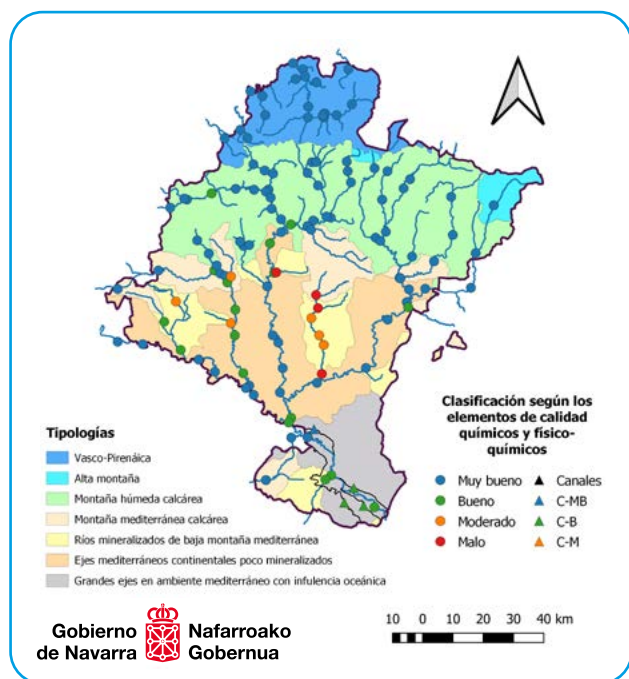 Tipologías
Vasco-Pirenáica
Alta montaña
Montaña húmeda calcárea
Montaña mediterránea calcárea
Ríos mineralizados de baja montaña mediterránea
Ejes mediterráneos continentales poco mineralizados
Grandes ejes en ambiente mediterráneo con infulencia oceánica
Clasificación según los
elementos de calidad
químicos y físico-
químicos
Muy bueno
Bueno
Moderado
Malo
Canales
C-MB
C-B
C-M
Gobierno
de Navarra
Nafarroako
Gobernua
10 0 10 20 30 40 km